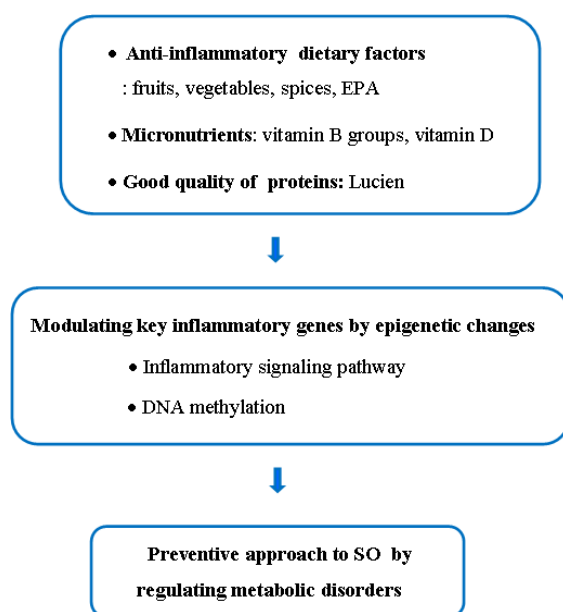 • Anti-inflammatory dietary factors
: fruits, vegetables, spices, EPA
• Micronutrients: vitamin B groups, vitamin D
• Good quality of proteins: Lucien
Modulating key inflammatory genes by epigenetic changes
• Inflammatory signaling pathway
• DNA methylation
Preventive approach to SO by
regulating metabolic disorders